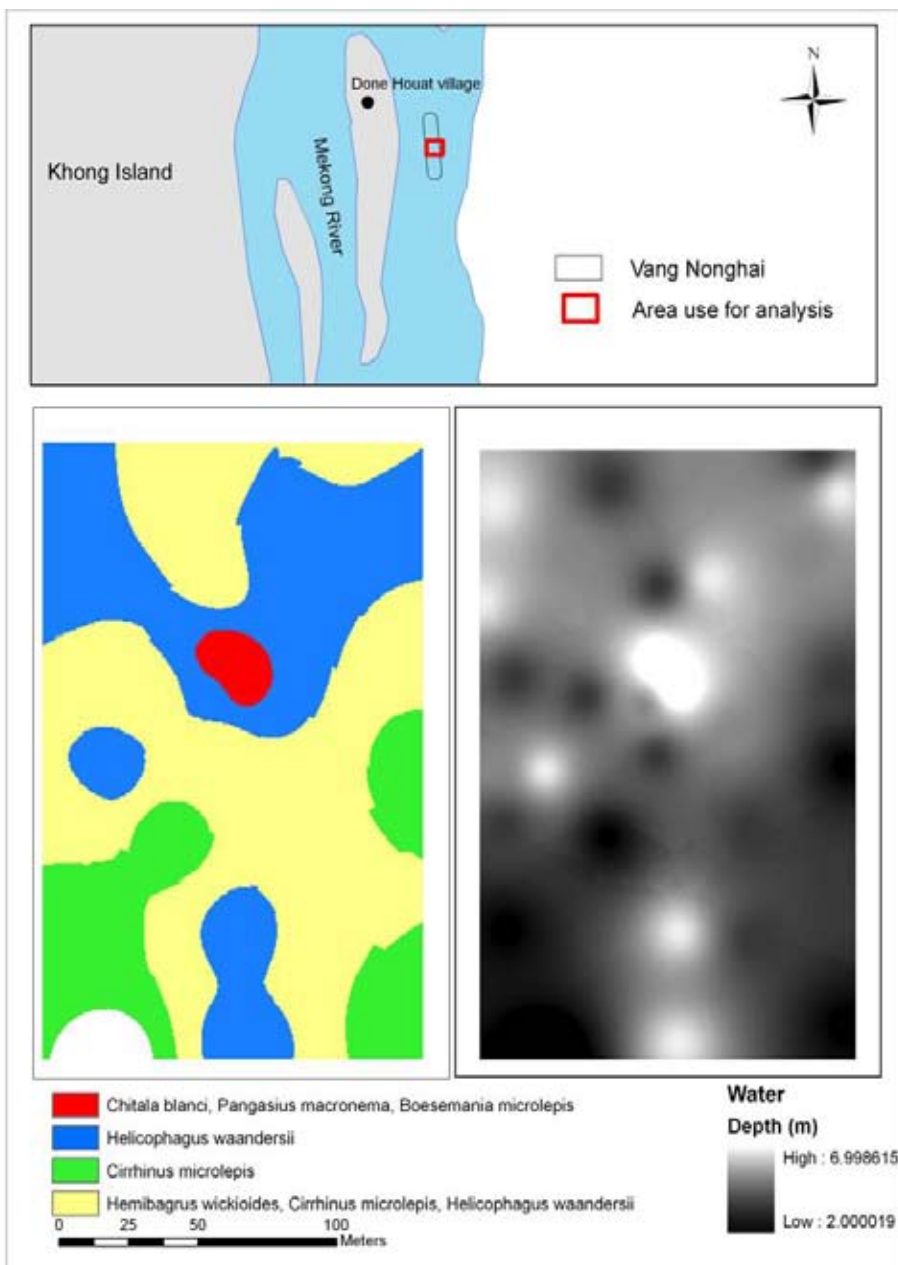 N
Done Houat village
Khong Island
Mekong River
Vang Nonghai
Area use for analysis
Chitala blanci, Pangasius macronema, Boesemania microlepis
Helicophagus waandersii
Cirrhinus microlepis
Hemibagrus wickioides, Cirrhinus microlepis, Helicophagus waandersii
0 25 50 100
Meters
Water
Depth (m)
High : 6.998615
Low : 2.000019